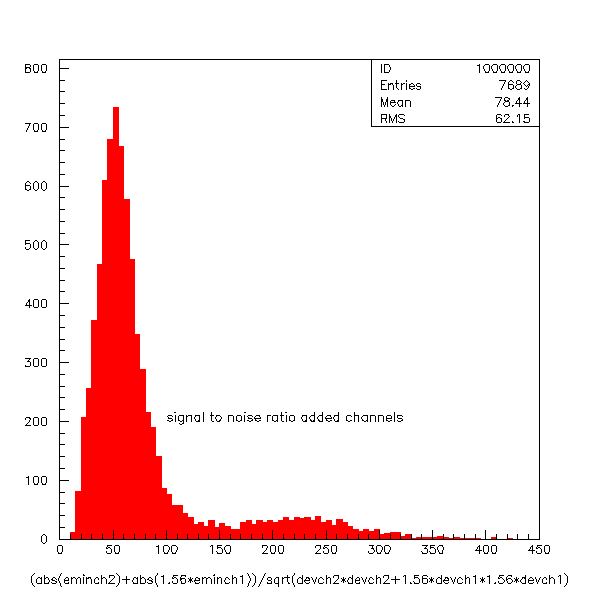 800
ID 1000000
Entries 7689
Mean 78.44
RMS 62.15
700
600
500
400
300
200
signal to noise ratio added channels
100
0
0 50 100 150 200 250 300 350 400 450
(abs(eminch2)+abs(1.56*eminch1))/sqrt(devch2*devch2+1.56*devch1*1.56*devch1)